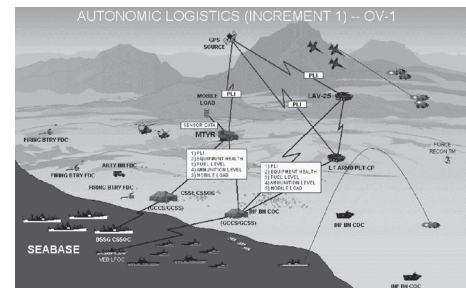 AUTONOMIC LOGISTICS (INCREMENT 1) -- OV-1
GPS
SOURCE
PLI
MOBILE
LOAD
PLI
LAV-25
PLI
SENSOR DATA
MTVR
FIRING BTRY FDC
1) PLI
2) EQUIPMENT HEALTH
3) FUEL LEVEL
4) AMMUNITION LEVEL
5) MOBILE LOAD
FORCE
RECON TM
ARTY BN FDC
LT ARMD PLT CP
FIRING BTRY FDC
1) PLI
2) EQUIPMENT HEALTH
3) FUEL LEVEL
4) AMMUNITION LEVEL
5) MOBILE LOAD
FIRING BTRY FDC
(GCCS/GCSS)
INF BN COC
(GCCS/GCSS)
INF BN COC
SEABASE
BSSG CSSOC
MEB LFOC
INF BN COC